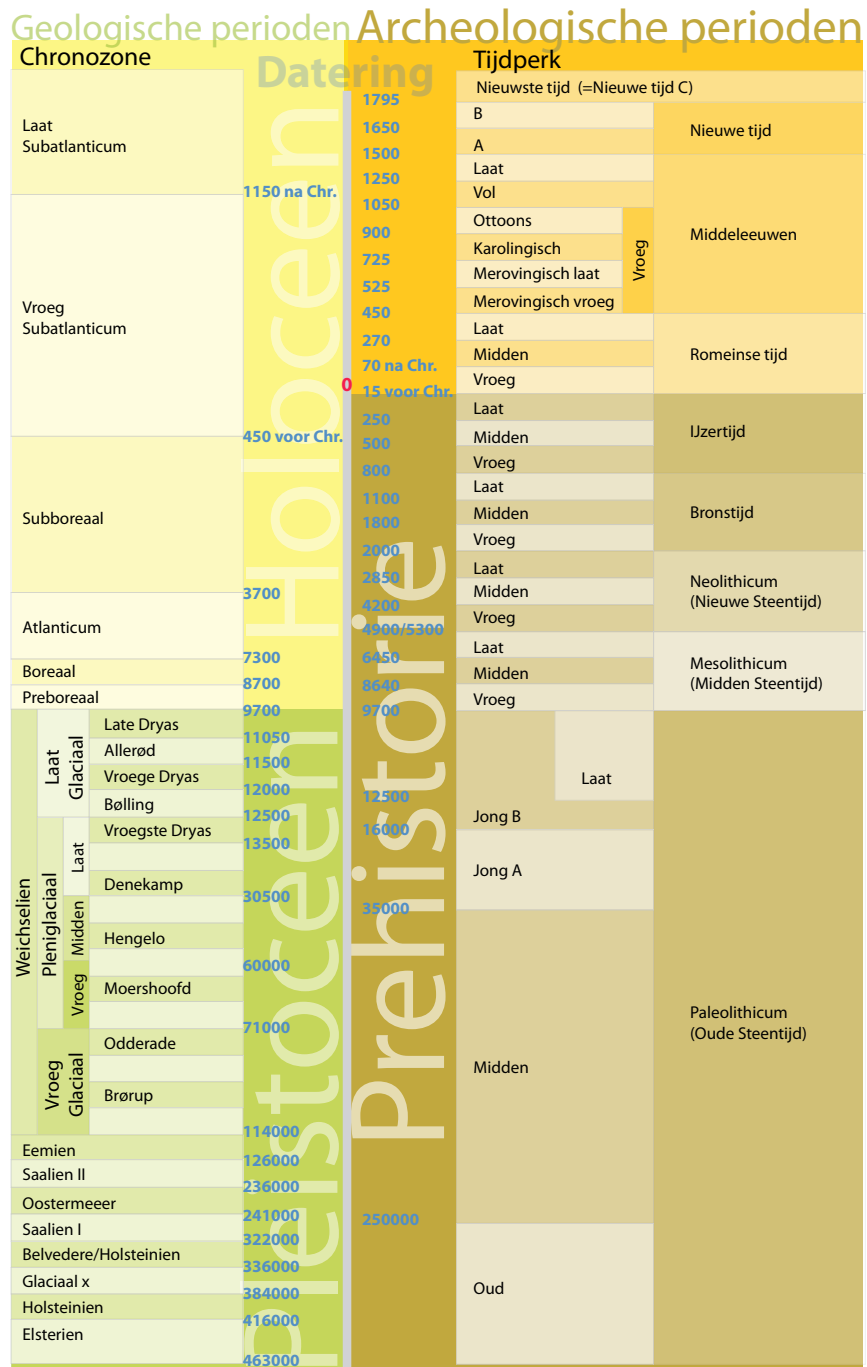 Geologische perioden
Archeologische perioden
Chronozone
Datering
Tijdperk
Holoceen
Pleistoceen
Prehistorie
Laat
Subatlanticum
1150 na Chr.
Vroeg
Subatlanticum
450 voor Chr.
Subboreaal
3700
Atlanticum
7300
Boreaal
8700
Preboreaal
9700
Weichselien
Laat
Glaciaal
Late Dryas
11050
Allerød
11500
Vroege Dryas
12000
Bølling
12500
Pleniglaciaal
Laat
Vroegste Dryas
13500
Denekamp
30500
Midden
Hengelo
60000
Vroeg
Moershoofd
71000
Vroeg
Glaciaal
Odderade
Brørup
114000
Eemien
126000
Saalien II
236000
Oostermeeer
241000
Saalien I
322000
Belvedere/Holsteinien
336000
Glaciaal x
384000
Holsteinien
416000
Elsterien
463000
0
Nieuwste tijd (=Nieuwe tijd C)
1795
B
1650
A
1500
Nieuwe tijd
Laat
1250
Vol
1050
Ottoons
900
Karolingisch
725
Merovingisch laat
525
Merovingisch vroeg
450
Vroeg
Middeleeuwen
Laat
270
Midden
70 na Chr.
Vroeg
15 voor Chr.
Romeinse tijd
Laat
250
Midden
500
Vroeg
800
IJzertijd
Laat
1100
Midden
1800
Vroeg
2000
Bronstijd
Laat
2850
Midden
4200
Vroeg
4900/5300
Neolithicum
(Nieuwe Steentijd)
Laat
6450
Midden
8640
Vroeg
9700
Mesolithicum
(Midden Steentijd)
Laat
12500
Jong B
16000
Jong A
35000
Midden
250000
Oud
Paleolithicum
(Oude Steentijd)